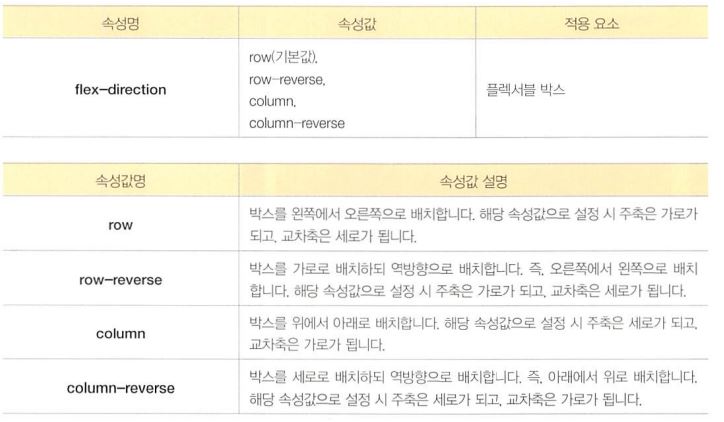 속성명 속성값 적용 요소
row(기본값),
row-reverse,
flex-direction 플렉서블 박스
column,
column-reverse
속성값명 속성값 설명
박스를 왼쪽에서 오른쪽으로 배치합니다. 해당 속성값으로 설정 시 주축은 가로가
row
되고, 교차축은 세로가 됩니다.
박스를 가로로 배치하되 역방향으로 배치합니다. 즉, 오른쪽에서 왼쪽으로 배치
row-reverse
합니다. 해당 속성값으로 설정 시 주축은 가로가 되고, 교차축은 세로가 됩니다.
박스를 위에서 아래로 배치합니다. 해당 속성값으로 설정 시 주축은 세로가 되고,
column
교차축은 가로가 됩니다.
박스를 세로로 배치하되 역방향으로 배치합니다. 즉, 아래에서 위로 배치합니다.
column-reverse
해당 속성값으로 설정 시 주축은 세로가 되고, 교차축은 가로가 됩니다.